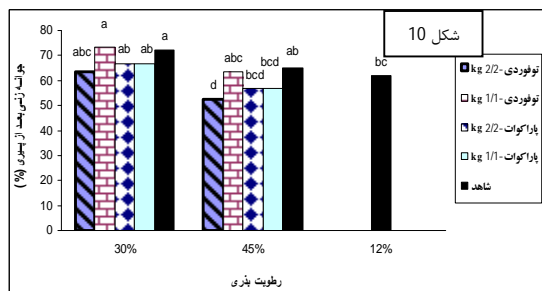 شکل 10
جوانه زنی بعد از پیری (%)
80
70
60
50
40
30
20
10
0
abc
a
ab
ab
a
d
abc
bcd
bcd
ab
bc
30%
45%
12%
رطوبت بذری
توفوردی-2/2 kg
توفوردی-1/1 kg
پاراکوات-2/2 kg
پاراکوات-1/1 kg
شاهد